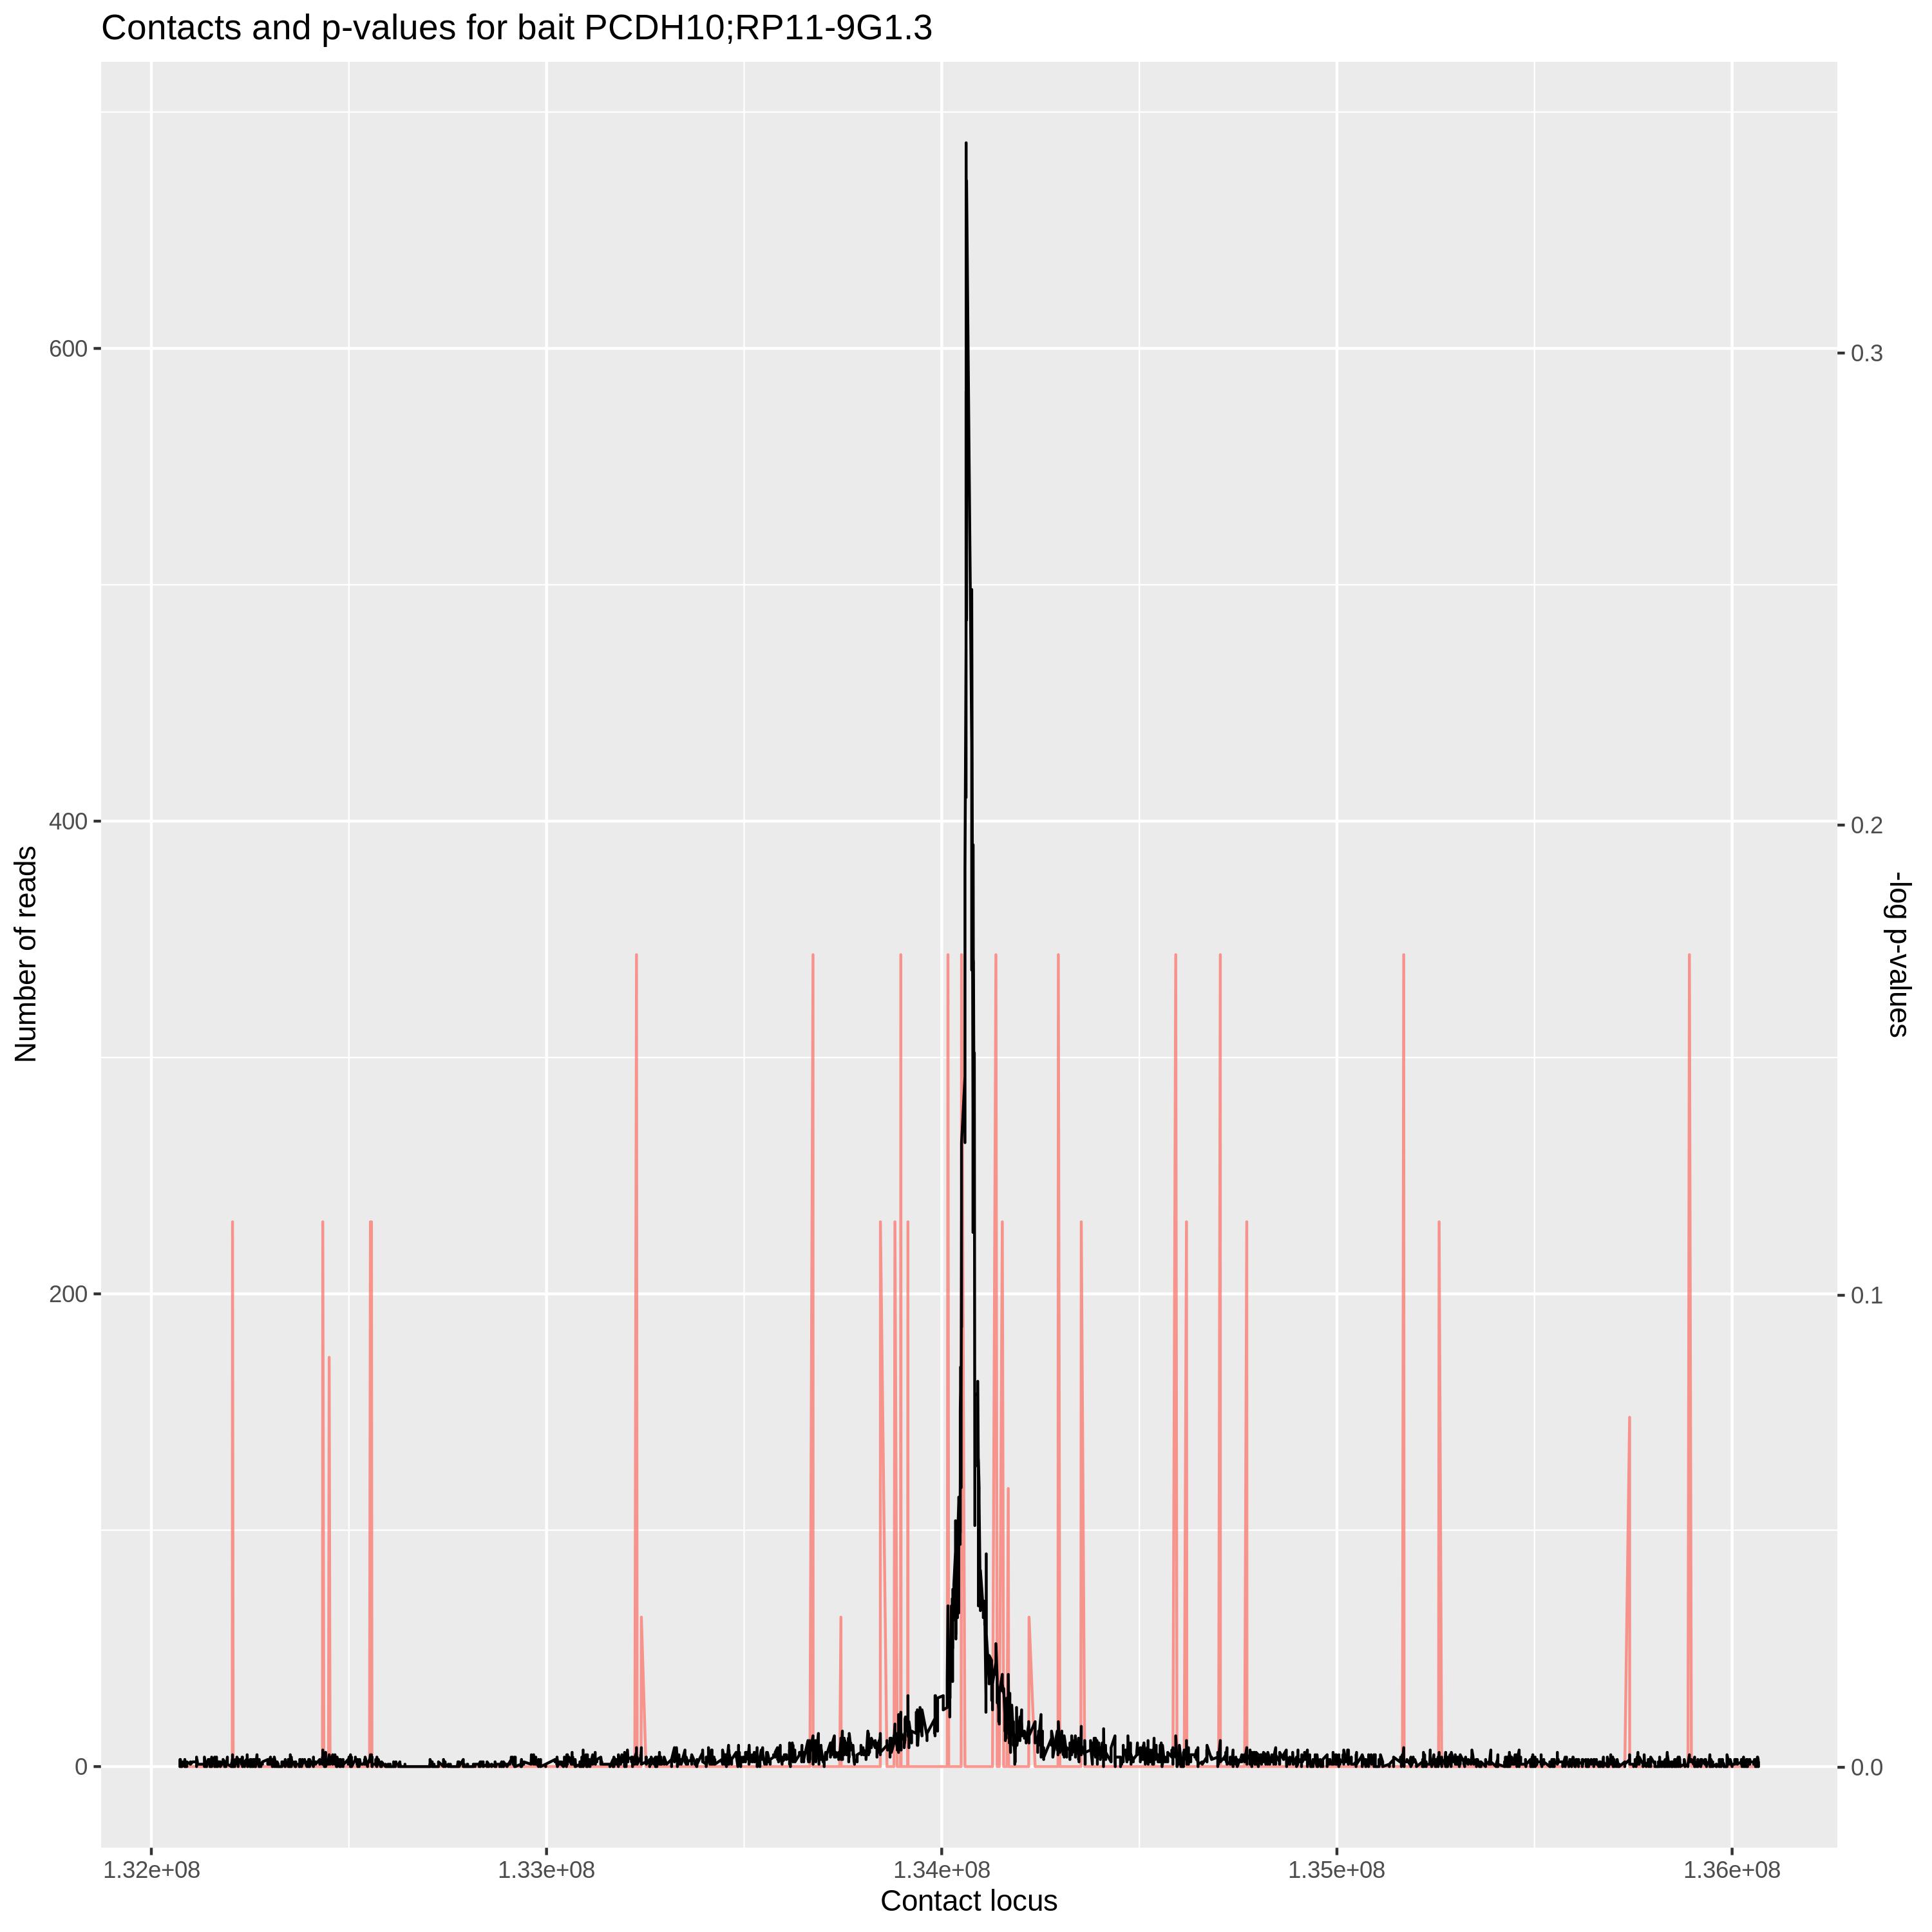 Contacts and p-values for bait PCDH10;RP11-9G1.3
Number of reads
600
400
200
0
0.3
0.2
0.1
0.0
-log p-values
1.32e+08 1.33e+08 1.34e+08 1.35e+08 1.36e+08
Contact locus